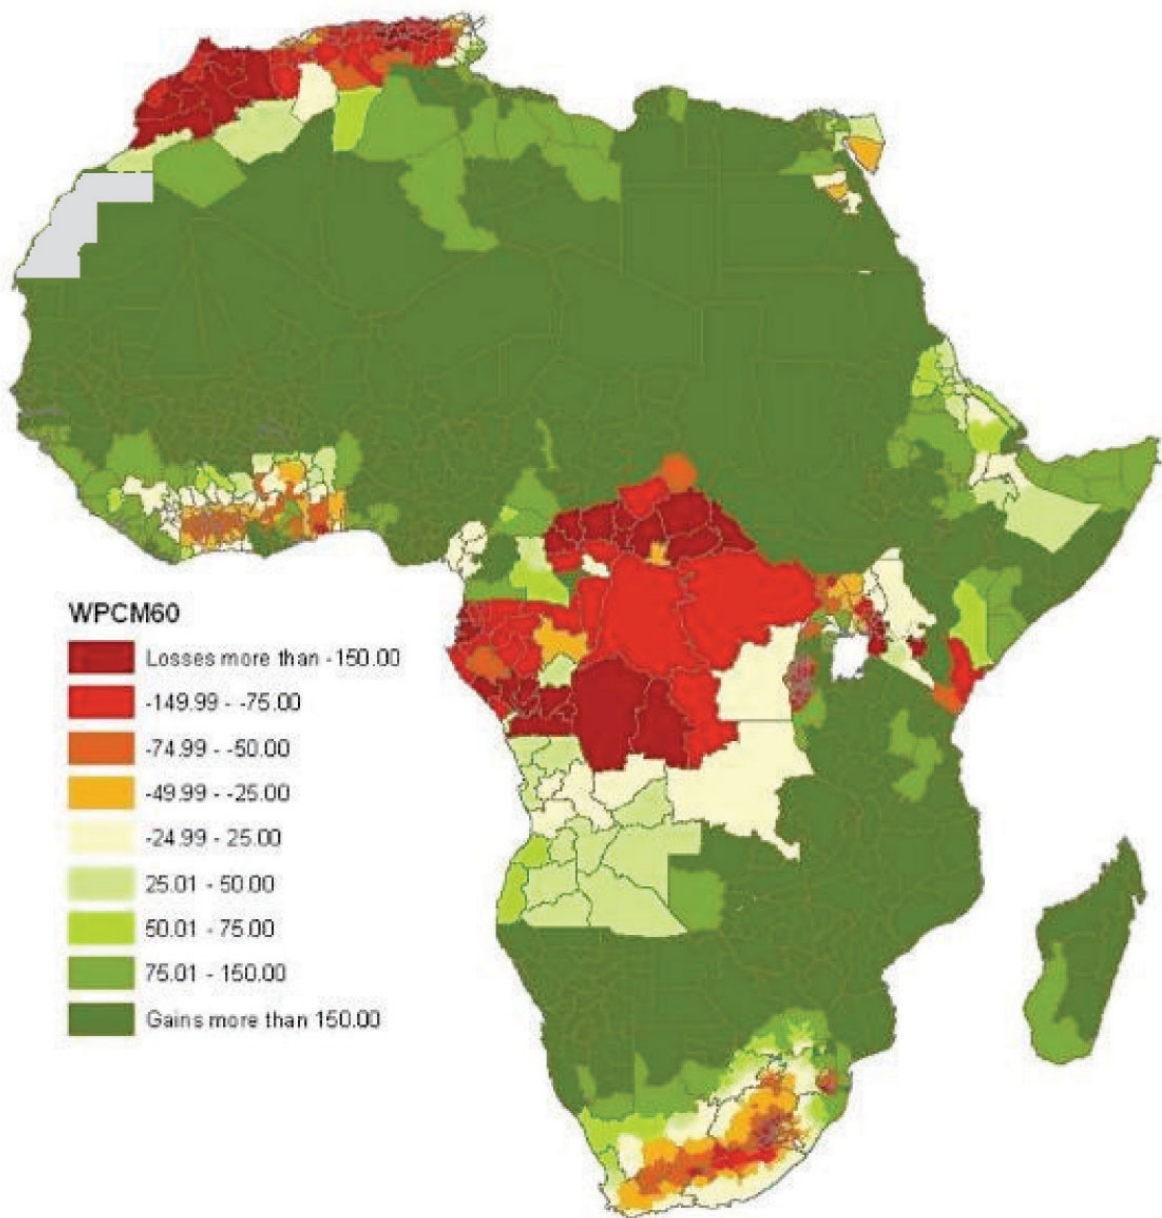 WPCM60
Losses more than -150.00
-149.99 - -75.00
-74.99 - -50.00
-49.99 - -25.00
-24.99 - 25.00
25.01 - 50.00
50.01 - 75.00
75.01 - 150.00
Gains more than 150.00